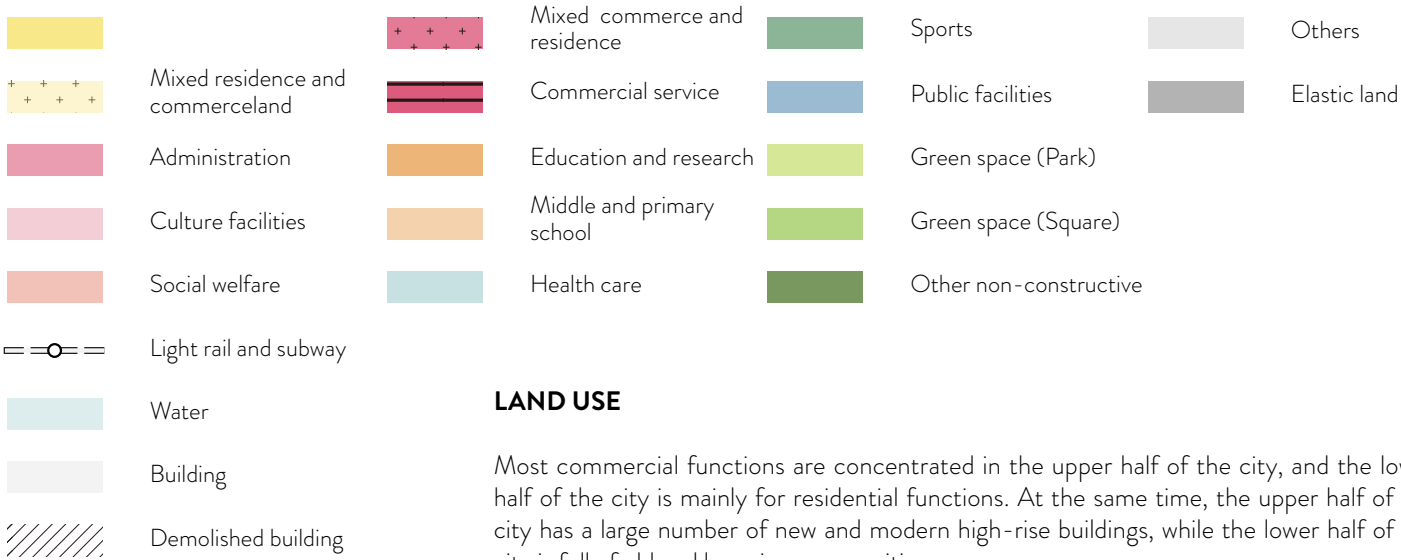 Mixed residence and
commerceland
Administration
Culture facilities
Social welfare
Light rail and subway
Water
Building
Demolished building
Mixed commerce and
residence
Commercial service
Education and research
Middle and primary
school
Health care
Sports
Public facilities
Green space (Park)
Green space (Square)
Other non-constructive
Others
Elastic land
LAND USE
Most commercial functions are concentrated in the upper half of the city, and the
half of the city is mainly for residential functions. At the same time, the upper half of
city has a large number of new and modern high-rise buildings, while the lower half of